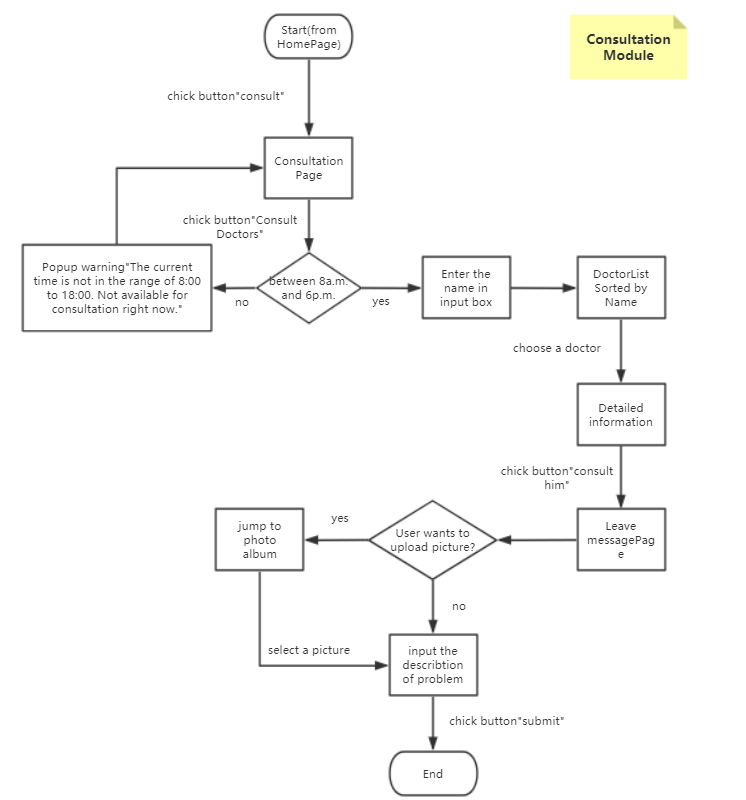 Start(from
HomePage)
Consultation
Module
chick button"consult"
Consultation
Page
chick button"Consult
Doctors"
Popup warning"The current
time is not in the range of 8:00
to 18:00. Not available for
consultation right now."
no
between 8a.m.
and 6p.m.
yes
Enter the
name in
input box
DoctorList
Sorted by
Name
choose a doctor
Detailed
information
chick button"consult
him"
Leave
messagePag
e
User wants to
upload picture?
yes
jump to
photo
album
no
select a picture
input the
describtion
of problem
chick button"submit"
End